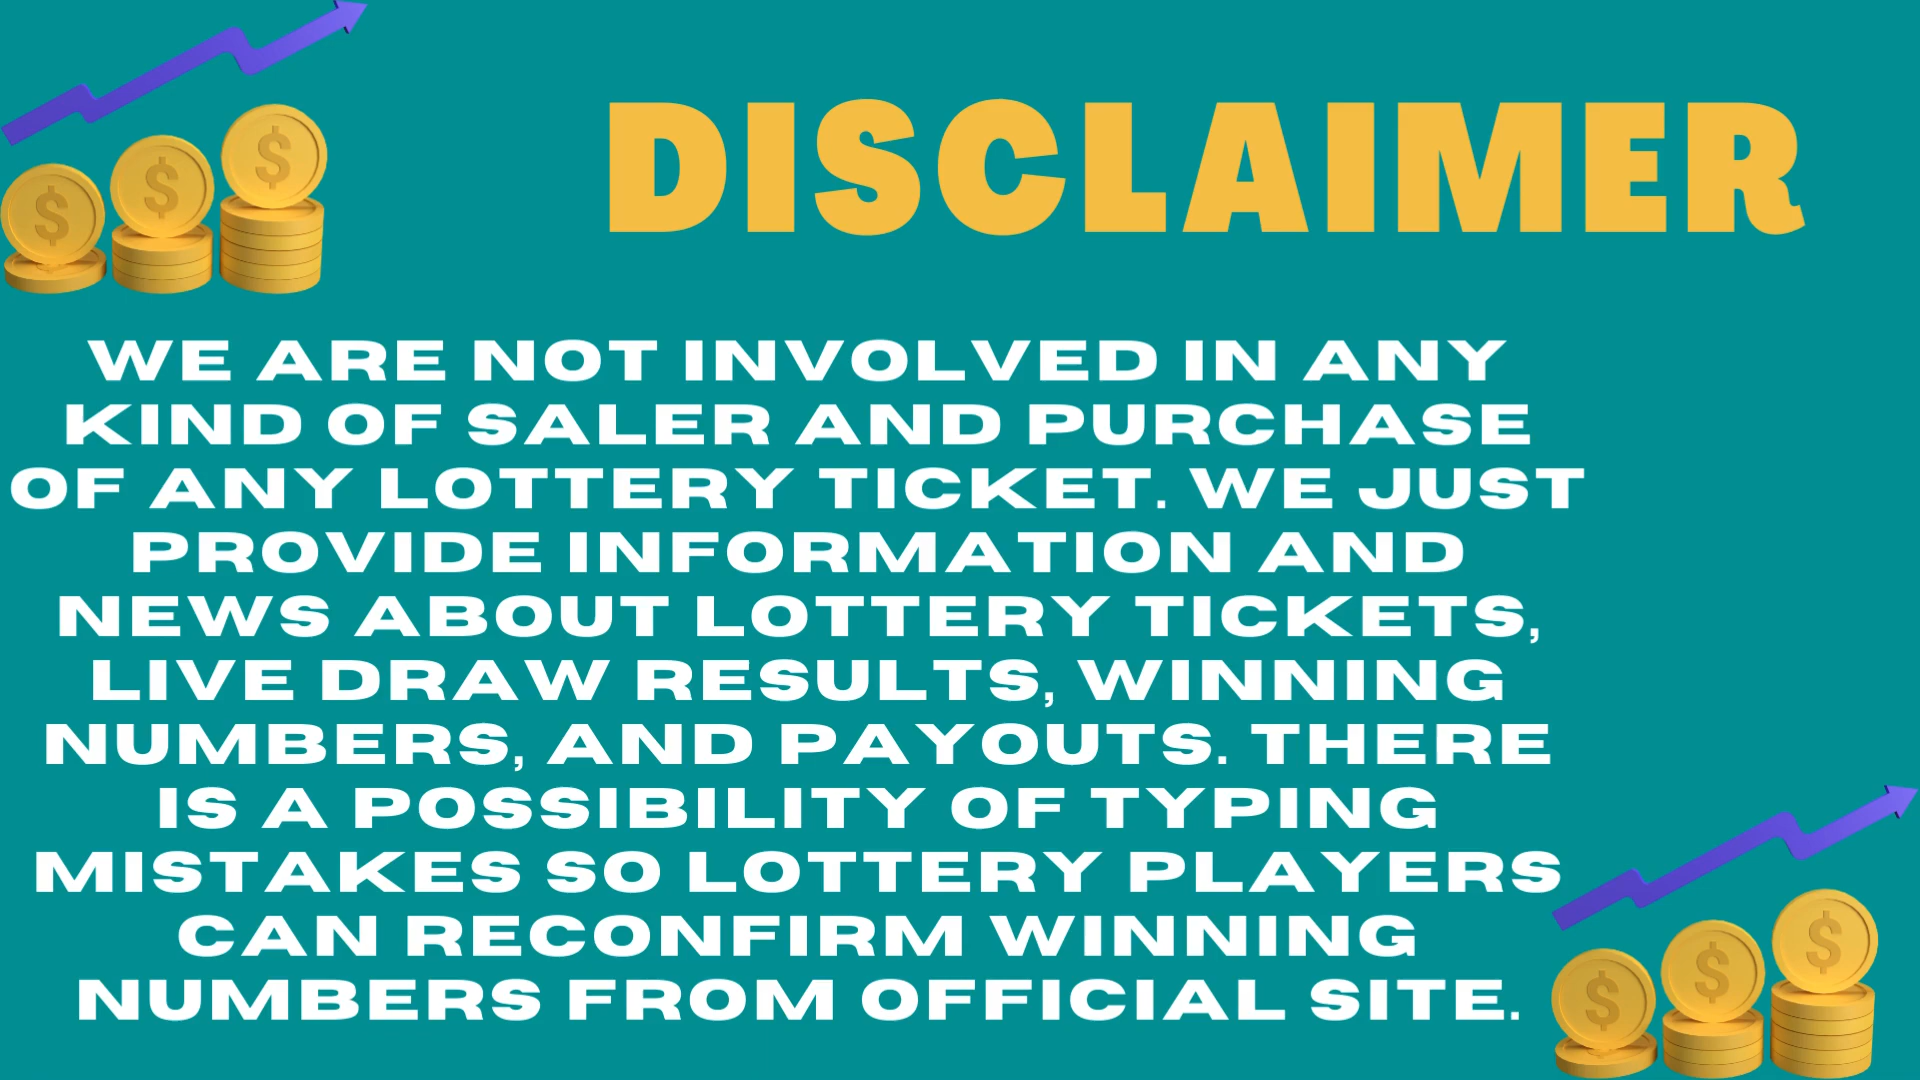 DISCLAIMER
WE ARE NOT INVOLVED IN ANY
KIND OF SALER AND PURCHASE
OF ANY LOTTERY TICKET. WE JUST
PROVIDE INFORMATION AND
NEWS ABOUT LOTTERY TICKETS,
LIVE DRAW RESULTS, WINNING
NUMBERS, AND PAYOUTS. THERE
IS A POSSIBILITY OF TYPING
MISTAKES SO LOTTERY PLAYERS
CAN RECONFIRM WINNING
NUMBERS FROM OFFICIAL SITE.